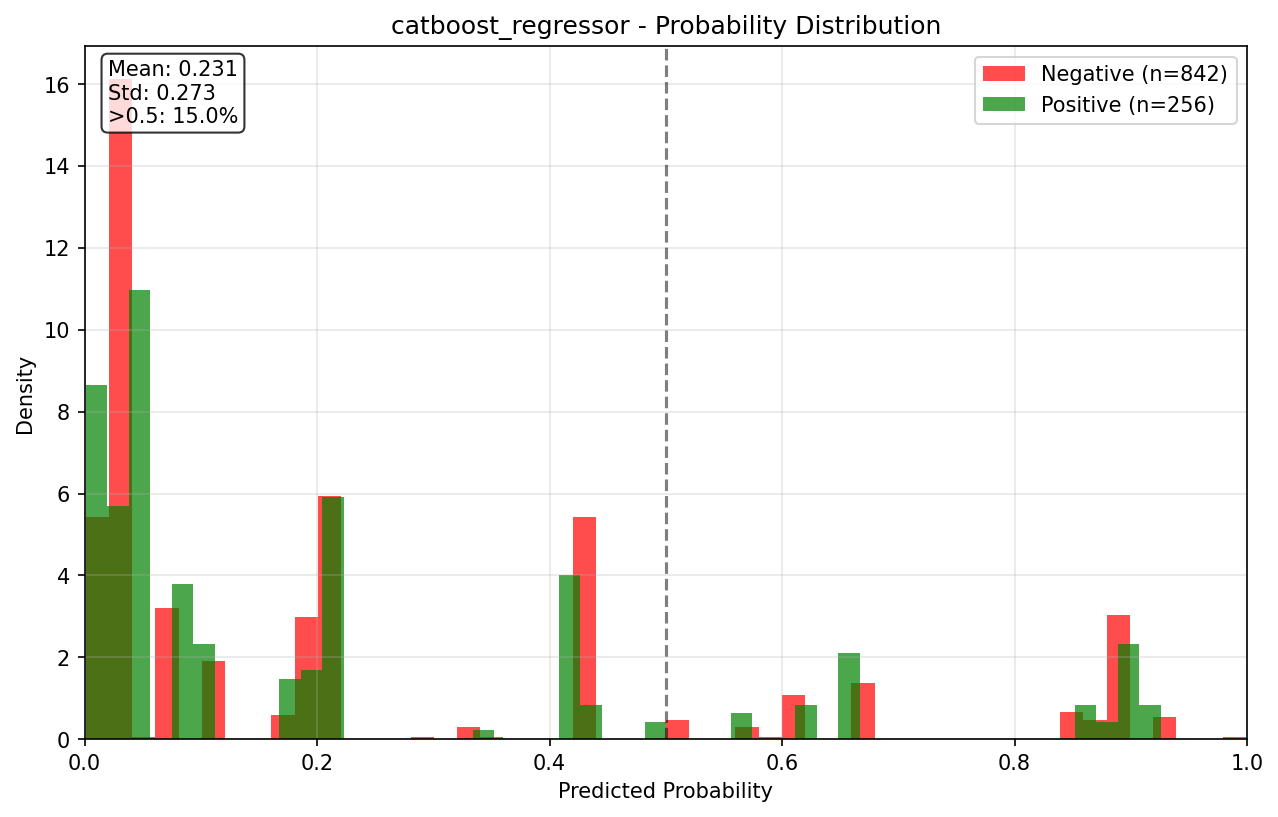 catboost_regressor - Probability Distribution
Mean: 0.231
Std: 0.273
>0.5: 15.0%
Negative (n=842)
Positive (n=256)
Density
16
14
12
10
8
6
4
2
0
0.0 0.2 0.4 0.6 0.8 1.0
Predicted Probability